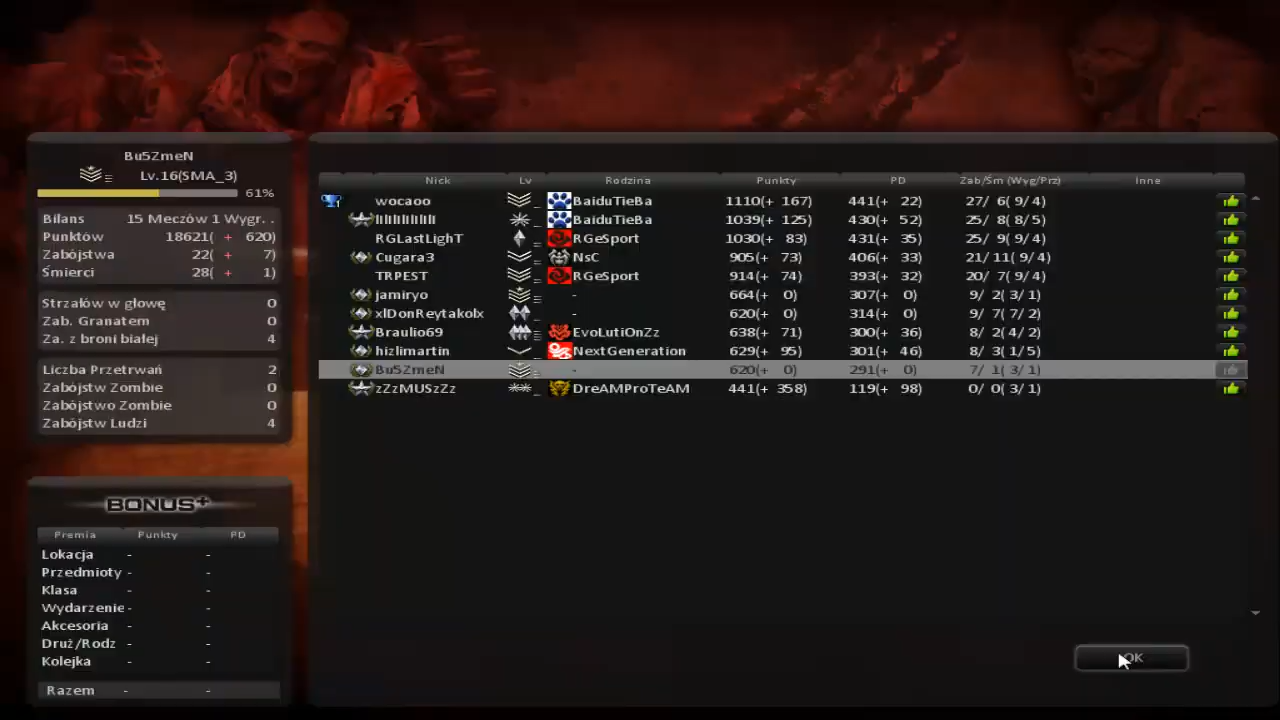 Bu5ZmeN
Lv.16(SMA_3)
61%
Bilans 15 Meczów 1 Wygr. .
Punktów 18621( + 620)
Zabójstwa 22( + 7)
Śmierci 28( + 1)
Strzałów w głowę 0
Zab. Granatem 0
Za. z broni białej 4
Liczba Przetrwań 2
Zabójstw Zombie 0
Zabójstwo Zombie 0
Zabójstw Ludzi 4
BONUS+
Premia Punkty PD
Lokacja - -
Przedmioty - -
Klasa - -
Wydarzenie - -
Akcesoria - -
Druż/Rodz - -
Kolejka - -
Razem - -
Nick Lv Rodzina Punkty PD Zab/Śm (Wyg/Prz) Inne
wocaoo BaiduTieBa 1110(+ 167) 441(+ 22) 27/ 6( 9/ 4)
BaiduTieBa 1039(+ 125) 430(+ 52) 25/ 8( 8/ 5)
RGLastLighT RGeSport 1030(+ 83) 431(+ 35) 25/ 9( 9/ 4)
Cugara3 NsC 905(+ 73) 406(+ 33) 21/ 11( 9/ 4)
TRPEST RGeSport 914(+ 74) 393(+ 32) 20/ 7( 9/ 4)
jamiryo - 664(+ 0) 307(+ 0) 9/ 2( 3/ 1)
xlDonReytakolx - 620(+ 0) 314(+ 0) 9/ 7( 7/ 2)
Braulio69 EvoLutiOnZz 638(+ 71) 300(+ 36) 8/ 2( 4/ 2)
hizlimartin NextGeneration 629(+ 95) 301(+ 46) 8/ 3( 1/ 5)
Bu5ZmeN - 620(+ 0) 291(+ 0) 7/ 1( 3/ 1)
zZzMUSzZz DreAMProTeAM 441(+ 358) 119(+ 98) 0/ 0( 3/ 1)
OK